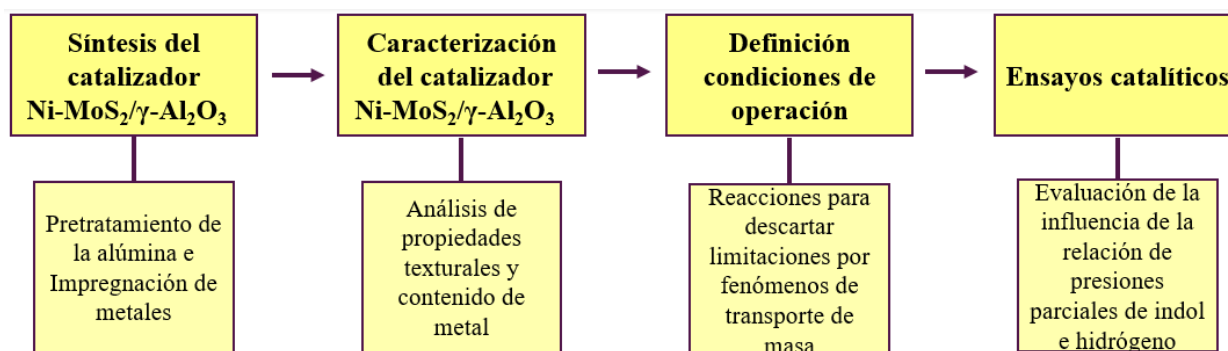 Síntesis del
catalizador
Ni-MoS₂/γ-Al₂O₃
Pretratamiento de
la alúmina e
Impregnación de
metales
Caracterización
del catalizador
Ni-MoS₂/γ-Al₂O₃
Análisis de
propiedades
texturales y
contenido de
metal
Definición
condiciones de
operación
Reacciones para
descartar
limitaciones por
fenómenos de
transporte de
masa
Ensayos catalíticos
Evaluación de la
influencia de la
relación de
presiones
parciales de indol
e hidrógeno